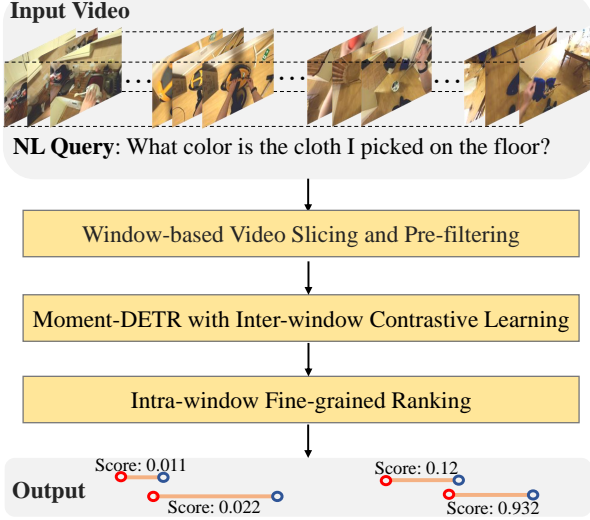 Input Video
NL Query: What color is the cloth I picked on the floor?
Window-based Video Slicing and Pre-filtering
Moment-DETR with Inter-window Contrastive Learning
Intra-window Fine-grained Ranking
Output
Score: 0.011
Score: 0.022
Score: 0.12
Score: 0.932